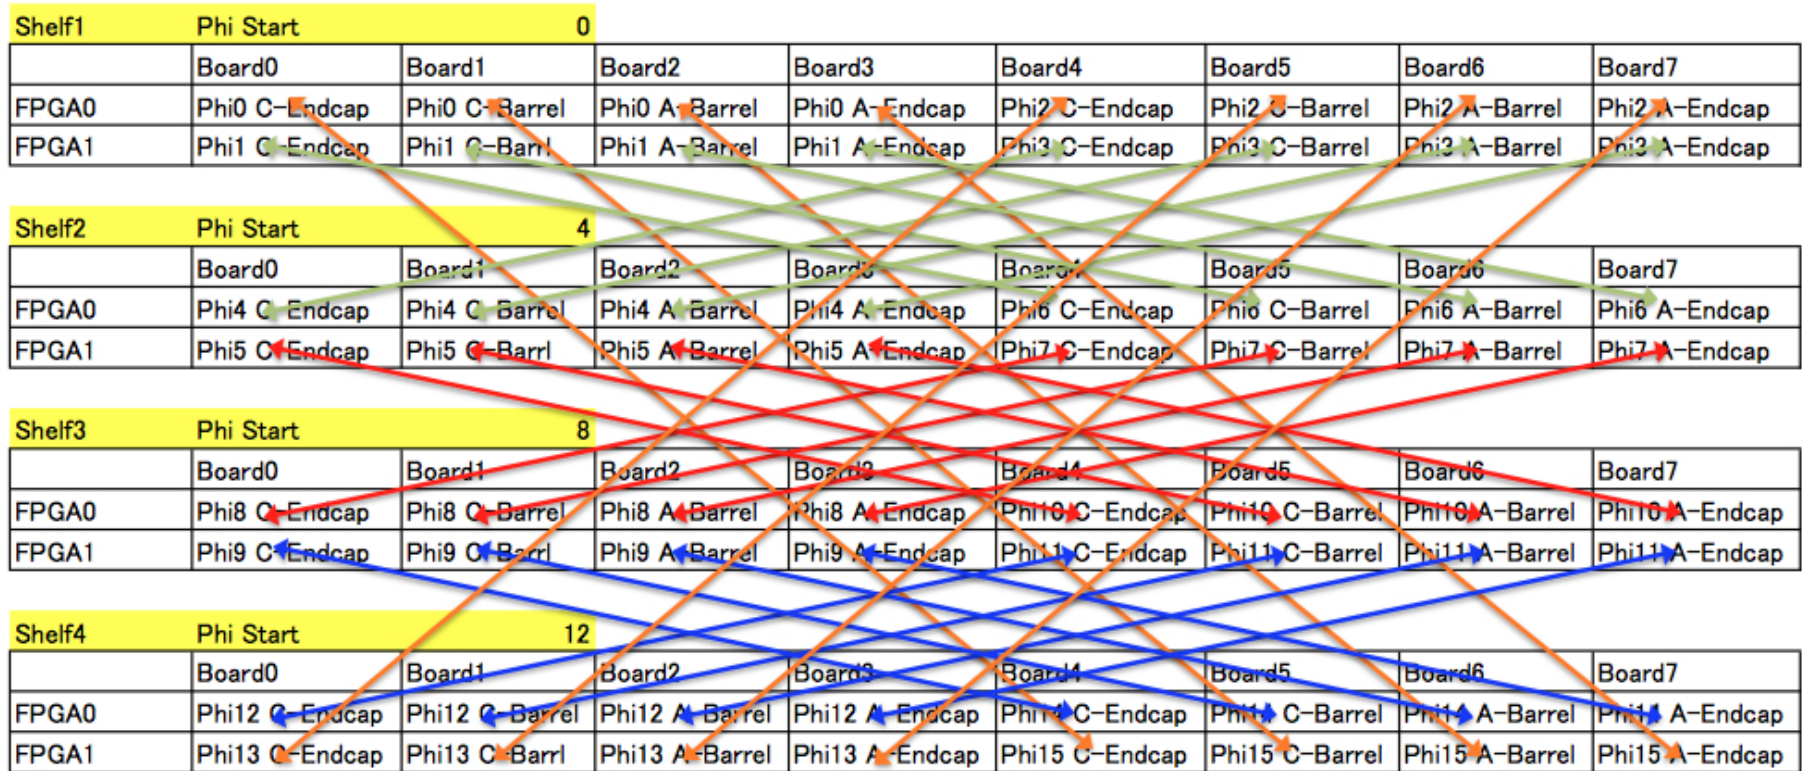 Shelf1 Phi Start 0
Board0 Board1 Board2 Board3 Board4 Board5 Board6 Board7
FPGA0 Phi0 C-Endcap Phi0 C-Barrel Phi0 A-Barrel Phi0 A-Endcap Phi2 C-Endcap Phi2 C-Barrel Phi2 A-Barrel Phi2 A-Endcap
FPGA1 Phi1 C-Endcap Phi1 C-Barrl Phi1 A-Barrel Phi1 A-Endcap Phi3 C-Endcap Phi3 C-Barrel Phi3 A-Barrel Phi3 A-Endcap
Shelf2 Phi Start 4
Board0 Board1 Board2 Board3 Board4 Board5 Board6 Board7
FPGA0 Phi4 C-Endcap Phi4 C-Barrel Phi4 A-Barrel Phi4 A-Endcap Phi6 C-Endcap Phi6 C-Barrel Phi6 A-Barrel Phi6 A-Endcap
FPGA1 Phi5 C-Endcap Phi5 C-Barrl Phi5 A-Barrel Phi5 A-Endcap Phi7 C-Endcap Phi7 C-Barrel Phi7 A-Barrel Phi7 A-Endcap
Shelf3 Phi Start 8
Board0 Board1 Board2 Board3 Board4 Board5 Board6 Board7
FPGA0 Phi8 C-Endcap Phi8 C-Barrel Phi8 A-Barrel Phi8 A-Endcap Phi10 C-Endcap Phi10 C-Barrel Phi10 A-Barrel Phi10 A-Endcap
FPGA1 Phi9 C-Endcap Phi9 C-Barrl Phi9 A-Barrel Phi9 A-Endcap Phi11 C-Endcap Phi11 C-Barrel Phi11 A-Barrel Phi11 A-Endcap
Shelf4 Phi Start 12
Board0 Board1 Board2 Board3 Board4 Board5 Board6 Board7
FPGA0 Phi12 C-Endcap Phi12 C-Barrel Phi12 A-Barrel Phi12 A-Endcap Phi14 C-Endcap Phi14 C-Barrel Phi14 A-Barrel Phi14 A-Endcap
FPGA1 Phi13 C-Endcap Phi13 C-Barrl Phi13 A-Barrel Phi13 A-Endcap Phi15 C-Endcap Phi15 C-Barrel Phi15 A-Barrel Phi15 A-Endcap